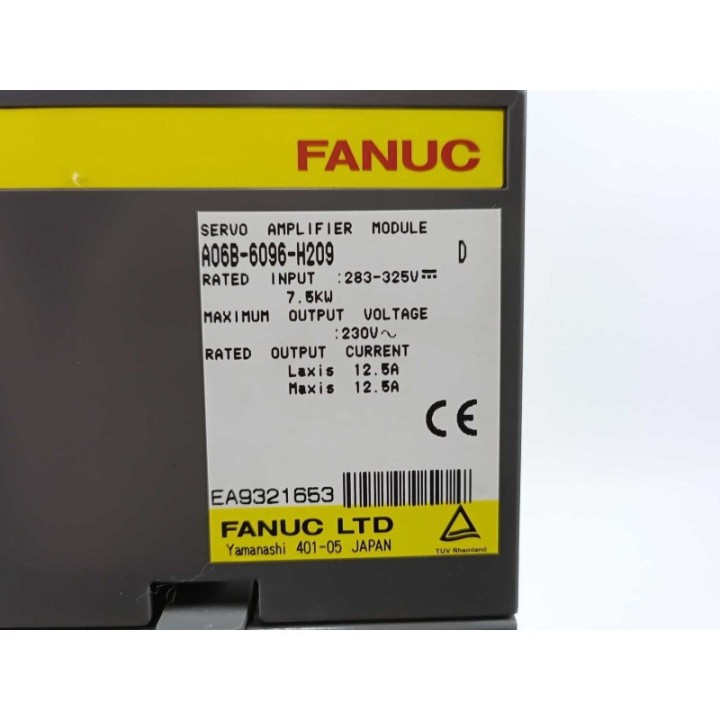 FANUC
SERVO AMPLIFIER MODULE
A06B-6096-H209 D
RATED INPUT :283-325V⎓
7.5KW
MAXIMUM OUTPUT VOLTAGE
:230V～
RATED OUTPUT CURRENT
Laxis 12.5A
Maxis 12.5A
CE
EA9321653
FANUC LTD
Yamanashi 401-05 JAPAN
TÜV Rheinland